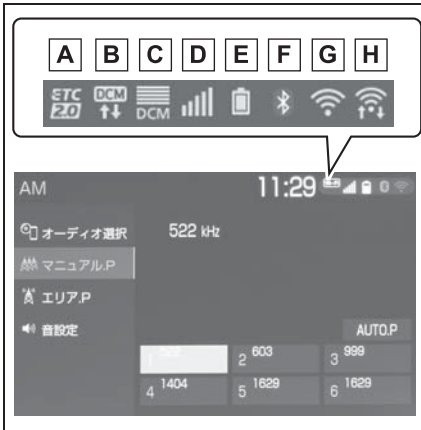 A B C D E F G H
ETC 2.0 DCM DCM
AM 11:29
オーディオ選択 522 kHz
マニュアル.P
エリア.P
音設定 AUTO.P
1 522 2 603 3 999
4 1404 5 1629 6 1629